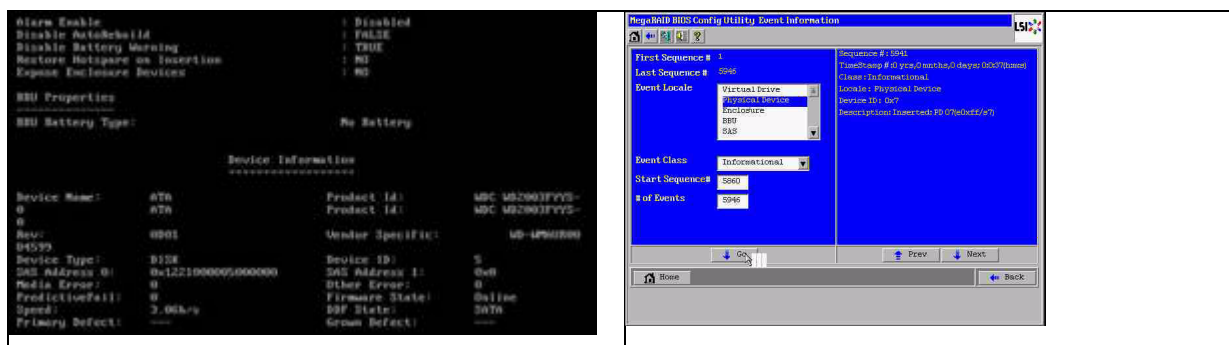 Alarm Enable : Disabled
Disable AutoRebuild : FALSE
Disable Battery Warning : TRUE
Restore Hotspare on Insertion : NO
Expose Enclosure Devices : NO
BBU Properties
BBU Battery Type: No Battery
Device Information
Device Name: ATA Product Id: WDC WD2003FYYS-
0 ATA Product Id: WDC WD2003FYYS-
0
Rev: 0D01 Vendor Specific:
04599
Device Type: DISK Device ID: 5
SAS Address 0: 0x1221000005000000 SAS Address 1: 0x0
Media Error: 0 Other Error: 0
PredictiveFail: 0 Firmware State: Online
Speed: 3.0Gb/s DDF State: SATA
Primary Defect: --- Grown Defect: ---
MegaRAID BIOS Config Utility Event Information
LSI
First Sequence # 1
Last Sequence # 5946
Event Locale
Virtual Drive
Physical Device
Enclosure
BBU
SAS
Event Class Informational
Start Sequence# 5860
# of Events 5946
Go
Sequence #: 5941
TimeStamp #:0 yrs,0 mnths,0 days; 0:0:37(hmms)
Class: Informational
Locale: Physical Device
Device ID: 0x7
Description: Inserted: PD 07(e0xff/s7)
Prev Next
Home Back